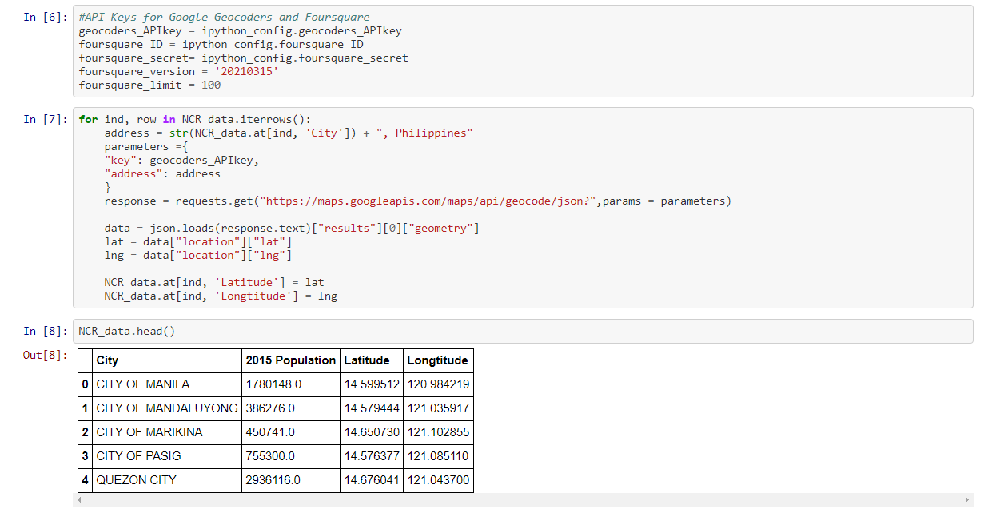 In [6]: #API Keys for Google Geocoders and Foursquare
geocoders_APIkey = ipython_config.geocoders_APIkey
foursquare_ID = ipython_config.foursquare_ID
foursquare_secret= ipython_config.foursquare_secret
foursquare_version = '20210315'
foursquare_limit = 100
In [7]: for ind, row in NCR_data.iterrows():
    address = str(NCR_data.at[ind, 'City']) + ", Philippines"
    parameters ={
    "key": geocoders_APIkey,
    "address": address
    }
    response = requests.get("https://maps.googleapis.com/maps/api/geocode/json?",params = parameters)
    data = json.loads(response.text)["results"][0]["geometry"]
    lat = data["location"]["lat"]
    lng = data["location"]["lng"]
    NCR_data.at[ind, 'Latitude'] = lat
    NCR_data.at[ind, 'Longtitude'] = lng
In [8]: NCR_data.head()
Out[8]:
City 2015 Population Latitude Longtitude
0 CITY OF MANILA 1780148.0 14.599512 120.984219
1 CITY OF MANDALUYONG 386276.0 14.579444 121.035917
2 CITY OF MARIKINA 450741.0 14.650730 121.102855
3 CITY OF PASIG 755300.0 14.576377 121.085110
4 QUEZON CITY 2936116.0 14.676041 121.043700